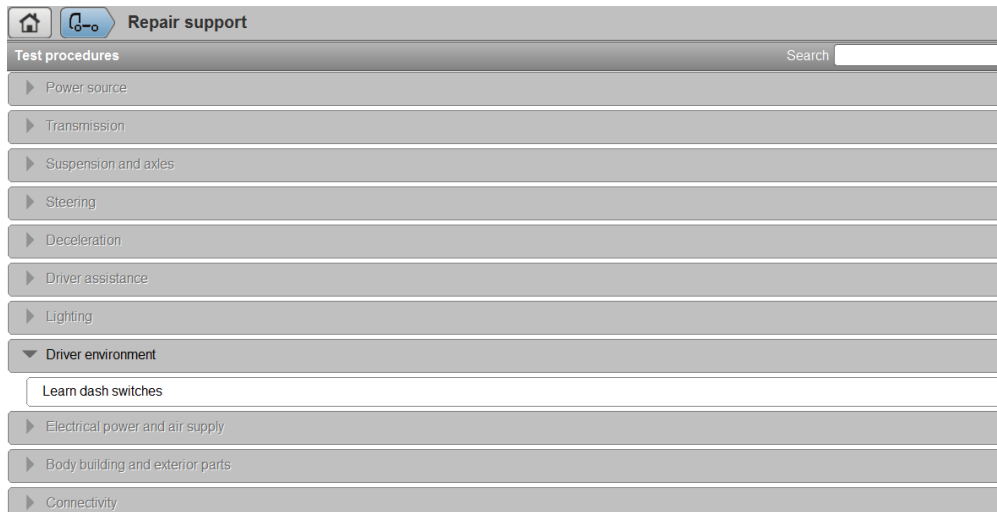 Repair support
Test procedures Search
Power source
Transmission
Suspension and axles
Steering
Deceleration
Driver assistance
Lighting
Driver environment
Learn dash switches
Electrical power and air supply
Body building and exterior parts
Connectivity